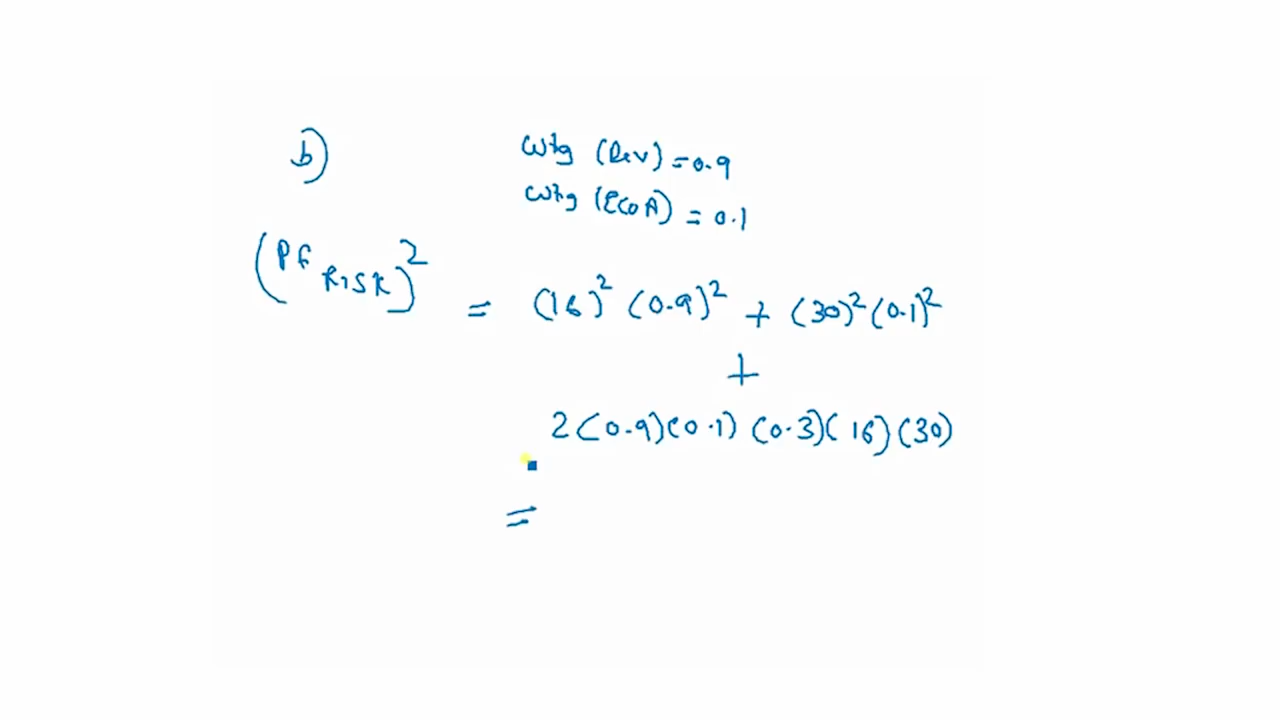 b)
wtg (Rev) = 0.9
wtg (ECOA) = 0.1
(PF RISK)² = (16)² (0.9)² + (30)² (0.1)²
+
2(0.9)(0.1) (0.3)(16)(30)
=